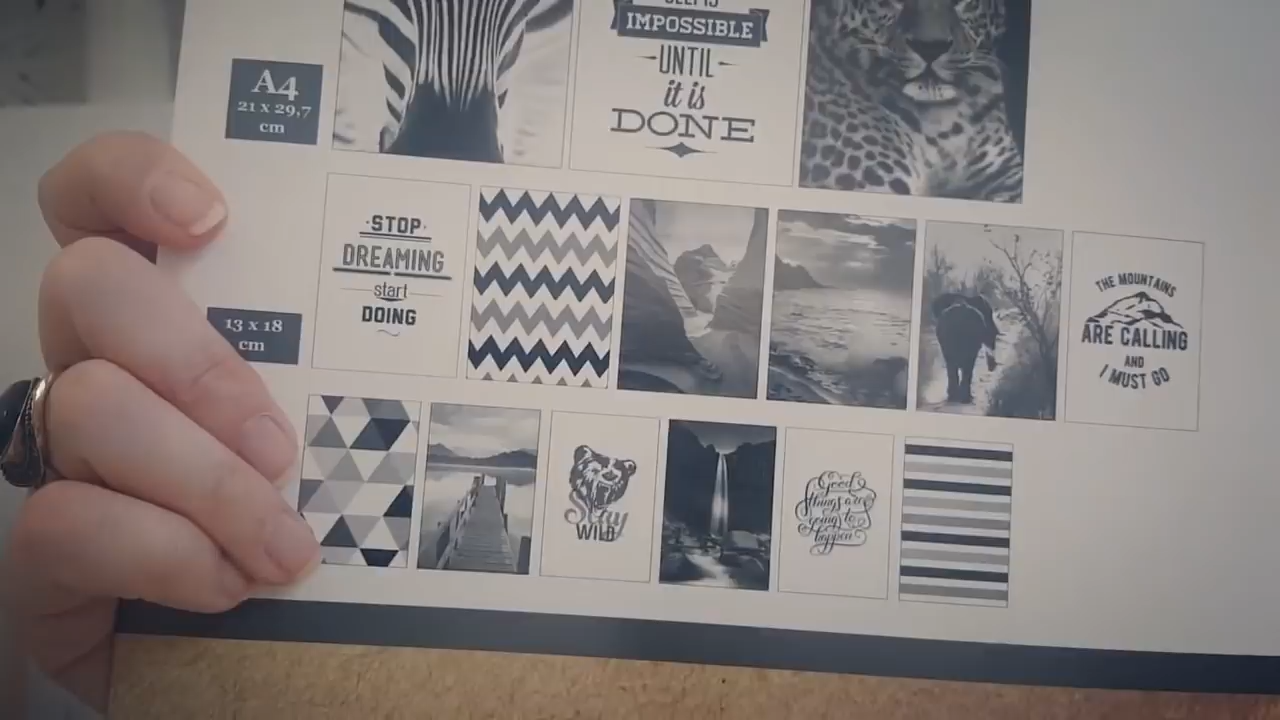 IMPOSSIBLE
UNTIL
it is
DONE
A4
21 x 29,7
cm
STOP
DREAMING
start
DOING
THE MOUNTAINS
ARE CALLING
AND
I MUST GO
13 x 18
cm
Stay
WILD
Good
things are
going to
happen